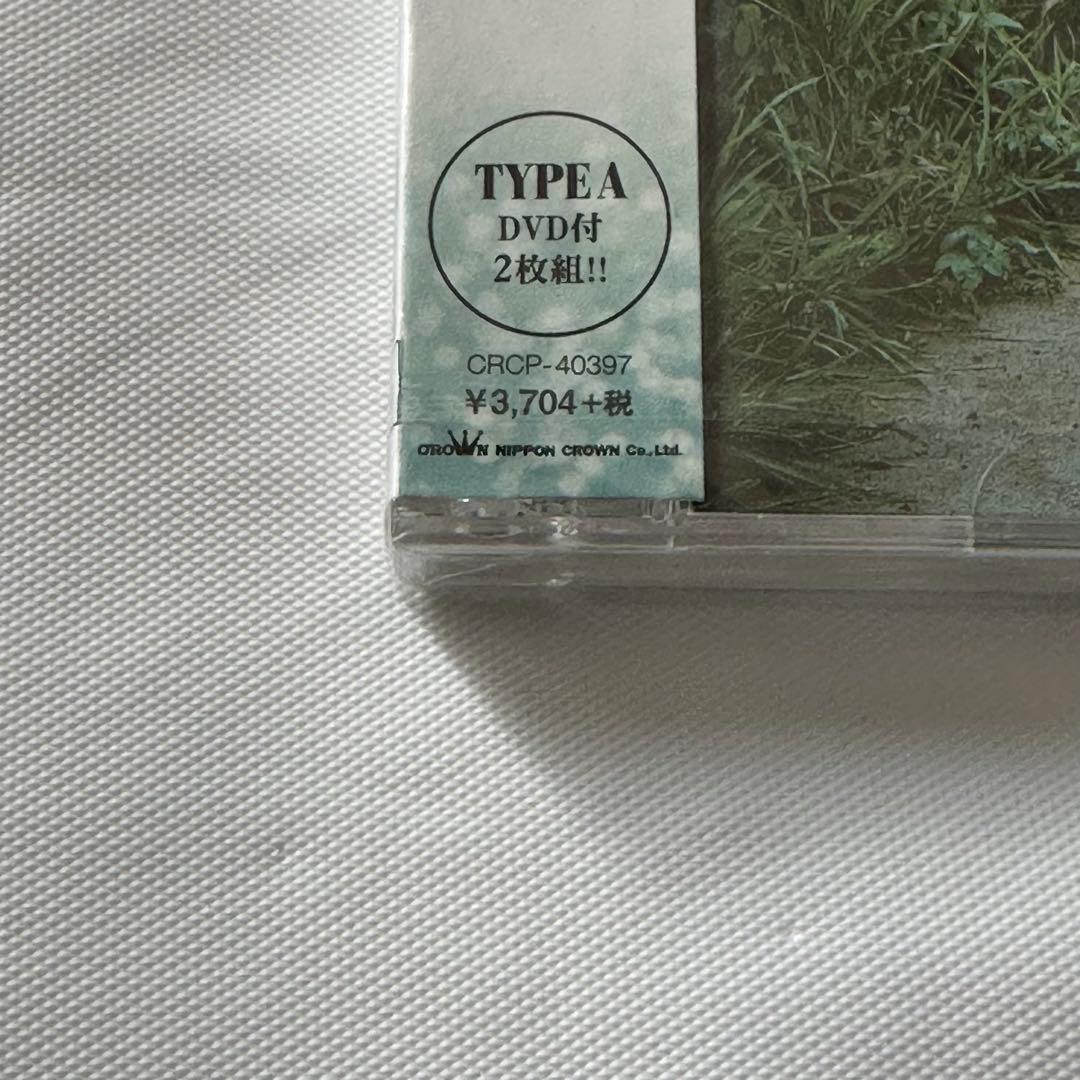 TYPE A
DVD付
2枚組!!
CRCP-40397
¥3,704+税
CROWN NIPPON CROWN Co.,Ltd.